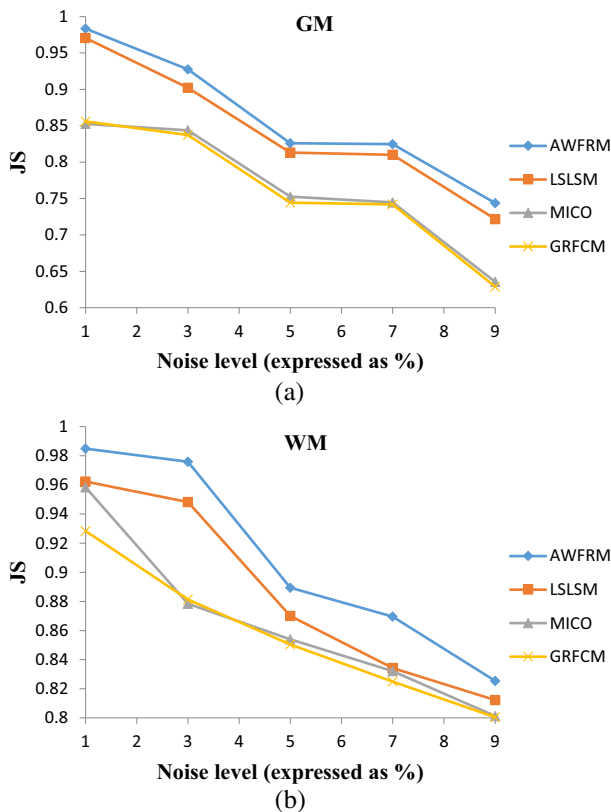 GM
1
0.95
0.9
0.85
0.8
0.75
0.7
0.65
0.6
JS
1 2 3 4 5 6 7 8 9
Noise level (expressed as %)
AWFRM
LSLSM
MICO
GRFCM
(a)
WM
1
0.98
0.96
0.94
0.92
0.9
0.88
0.86
0.84
0.82
0.8
JS
1 2 3 4 5 6 7 8 9
Noise level (expressed as %)
AWFRM
LSLSM
MICO
GRFCM
(b)